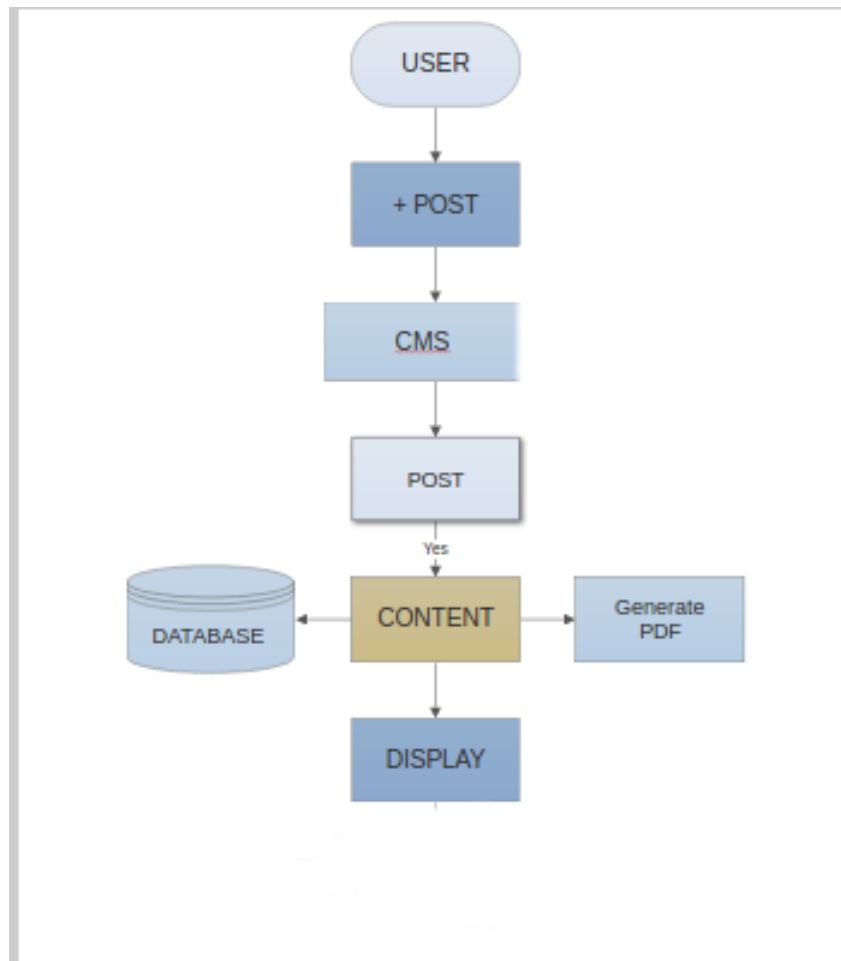 USER
+ POST
CMS
POST
Yes
DATABASE
CONTENT
Generate
PDF
DISPLAY